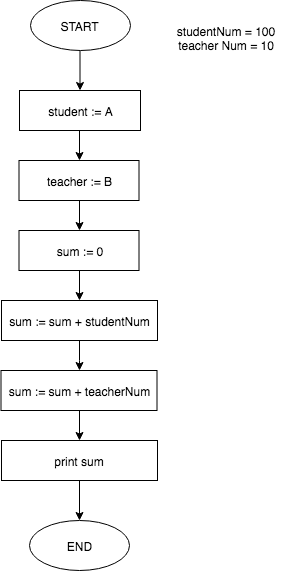 START
studentNum = 100
teacher Num = 10
student := A
teacher := B
sum := 0
sum := sum + studentNum
sum := sum + teacherNum
print sum
END